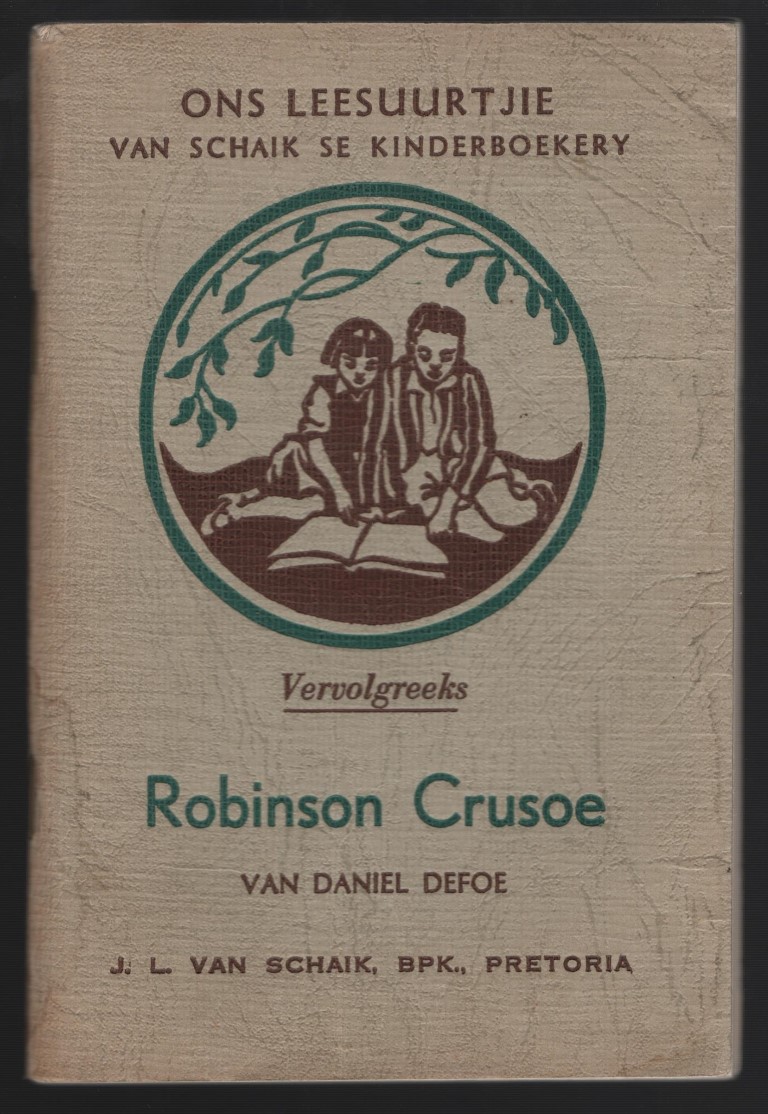 ONS LEESUURTJIE
VAN SCHAIK SE KINDERBOEKERY
Vervolgreeks
Robinson Crusoe
VAN DANIEL DEFOE
J. L. VAN SCHAIK, BPK., PRETORIA